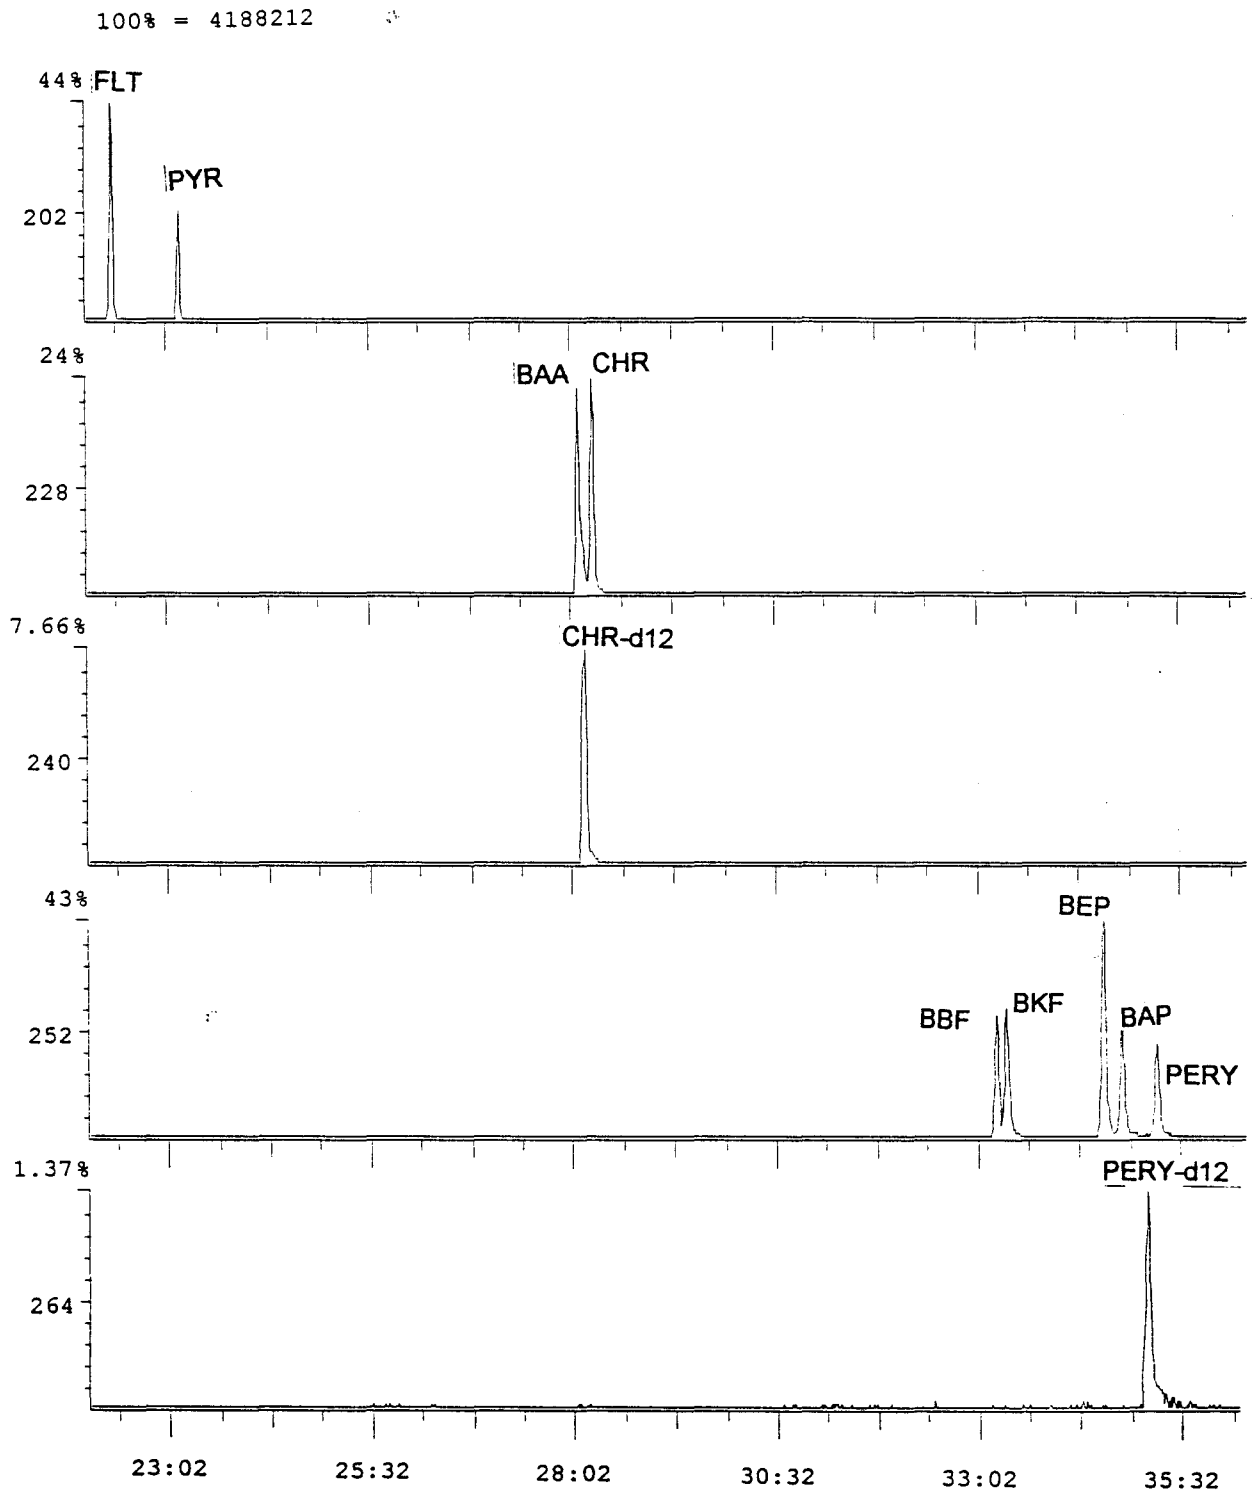 100% = 4188212
44% FLT
PYR
202
24%
BAA CHR
228
7.66%
CHR-d12
240
43%
BEP
BBF BKF BAP
252
PERY
1.37%
PERY-d12
264
23:02 25:32 28:02 30:32 33:02 35:32